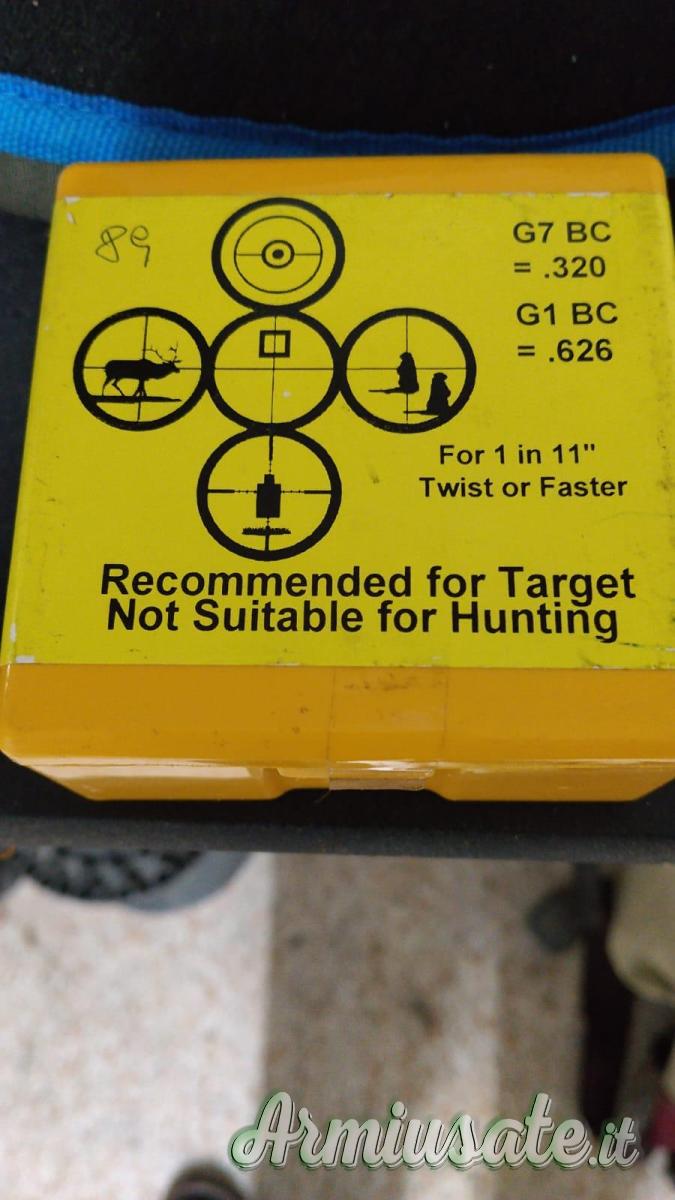 89
G7 BC
= .320
G1 BC
= .626
For 1 in 11"
Twist or Faster
Recommended for Target
Not Suitable for Hunting
Armiusate.it